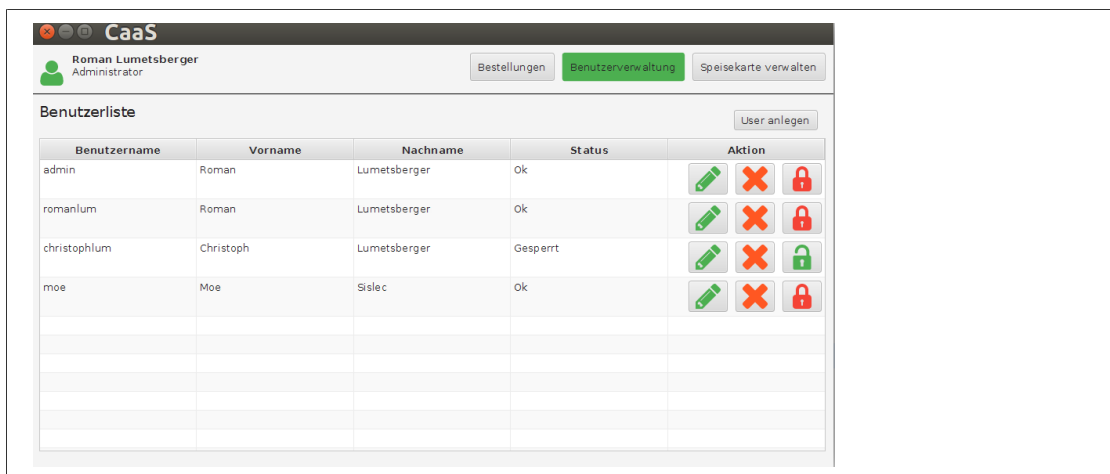 CaaS
Roman Lumetsberger
Administrator
Bestellungen Benutzerverwaltung Speisekarte verwalten
Benutzerliste
User anlegen
Benutzername Vorname Nachname Status Aktion
admin Roman Lumetsberger Ok
romanlum Roman Lumetsberger Ok
christophlum Christoph Lumetsberger Gesperrt
moe Moe Sislec Ok